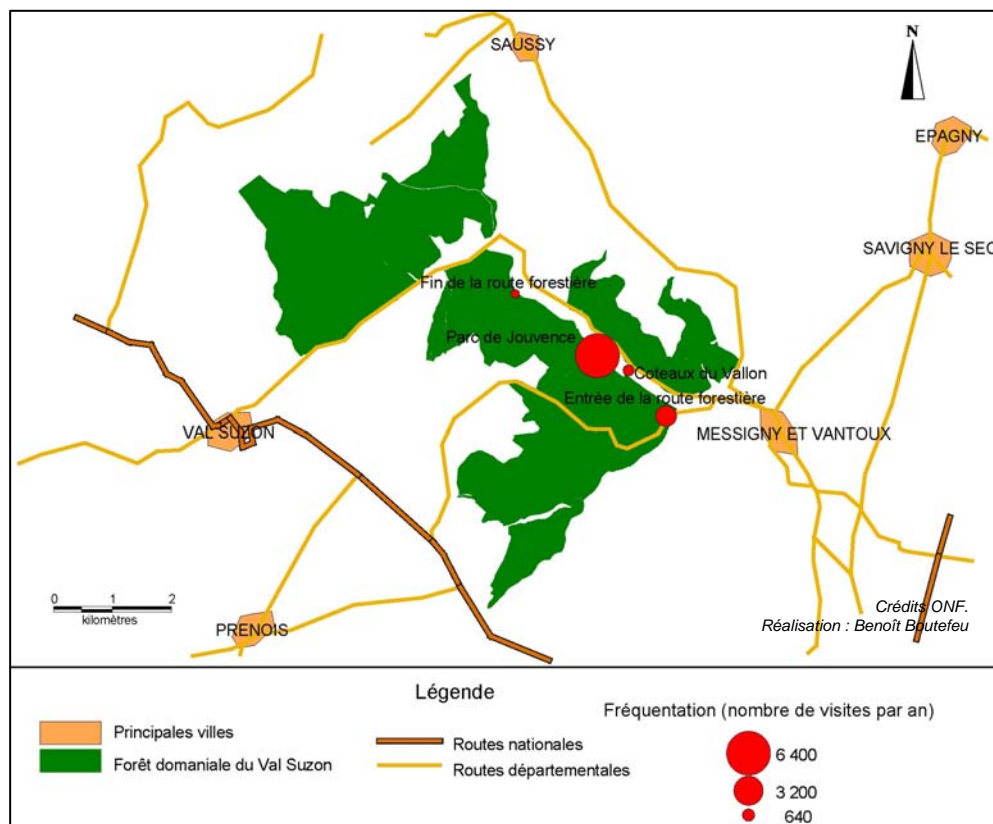 SAUSSY
N
EPAGNY
SAVIGNY LE SEC
Fin de la route forestière
Parc de Jouvence
Coteaux du Vallon
Entrée de la route forestière
VAL SUZON
MESSIGNY ET VANTOUX
0 1 2
kilomètres
PRENOIS
Crédits ONF.
Réalisation : Benoît Boutefeu
Légende
Principales villes
Forêt domaniale du Val Suzon
Routes nationales
Routes départementales
Fréquentation (nombre de visites par an)
6 400
3 200
640